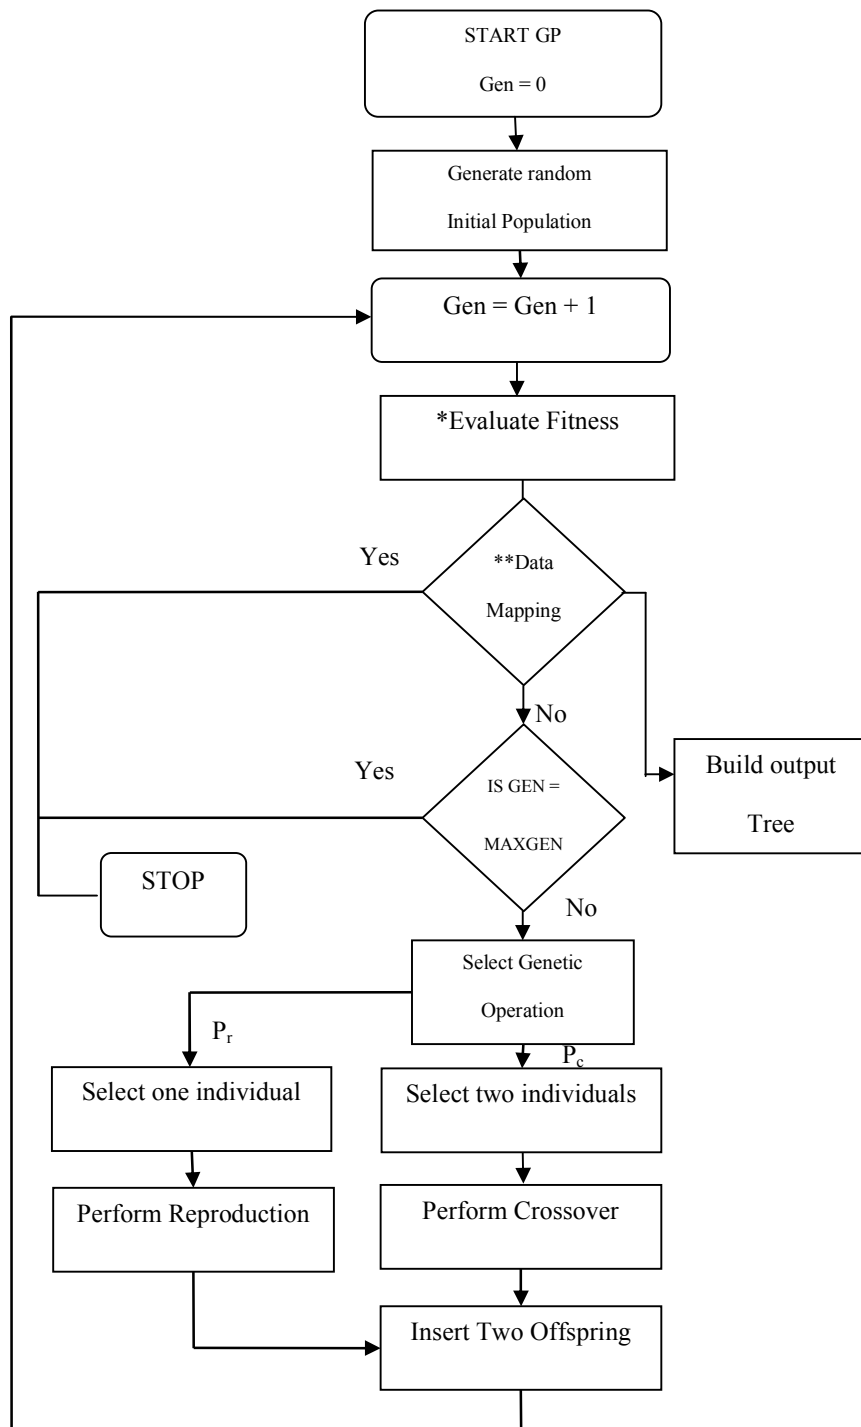 START GP
Gen = 0
Generate random
Initial Population
Gen = Gen + 1
*Evaluate Fitness
Yes
**Data
Mapping
No
Yes
IS GEN =
MAXGEN
Build output
Tree
STOP
No
Select Genetic
Operation
Pr
Pc
Select one individual
Select two individuals
Perform Reproduction
Perform Crossover
Insert Two Offspring